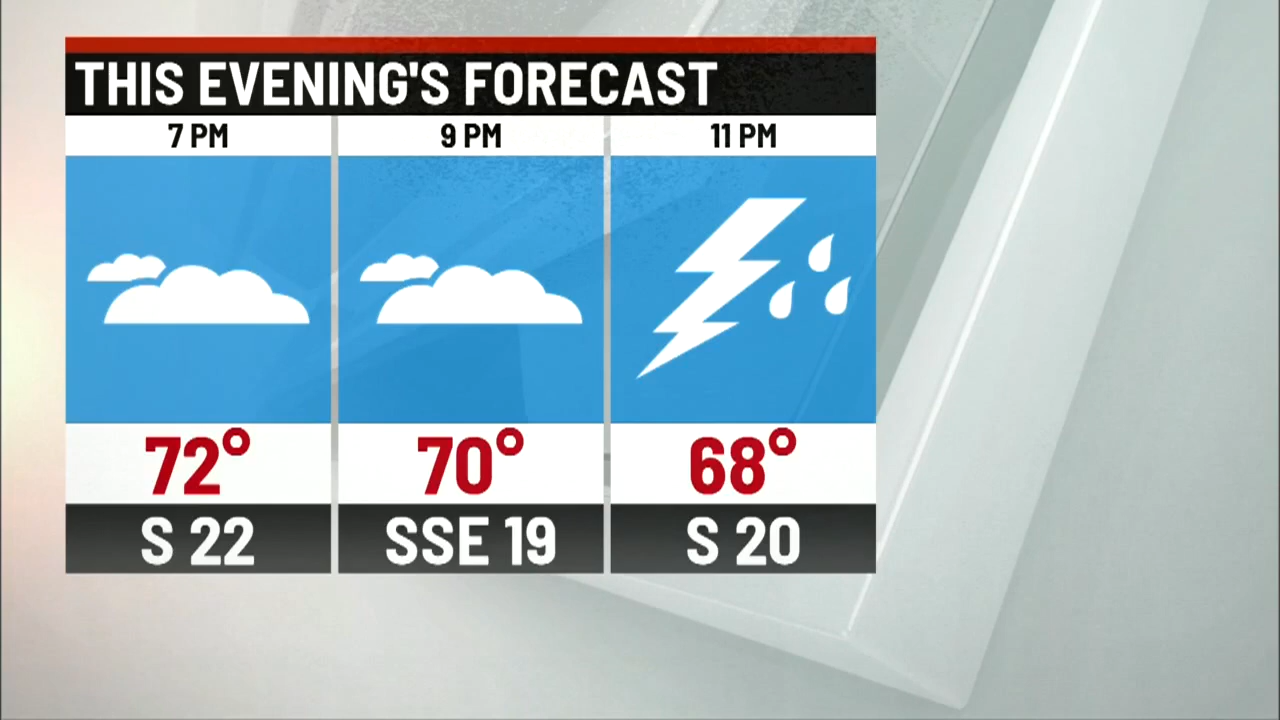 THIS EVENING'S FORECAST
7 PM 9 PM 11 PM
72° 70° 68°
S 22 SSE 19 S 20